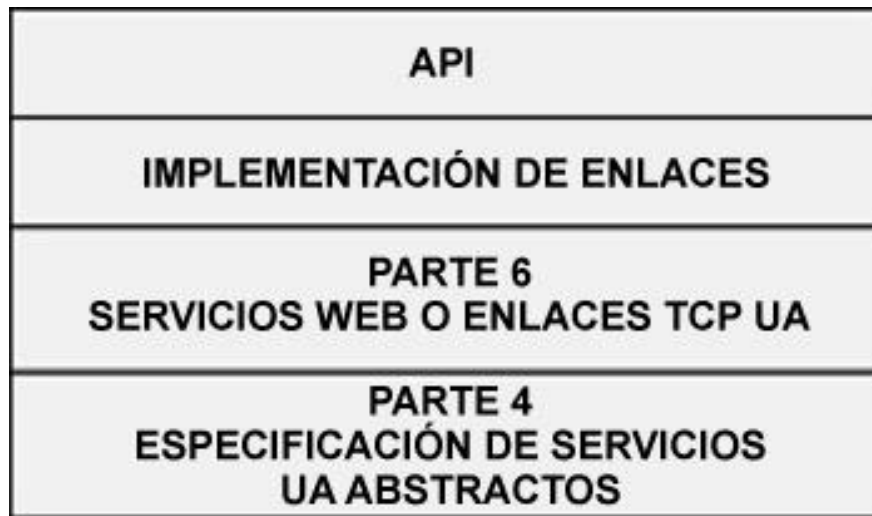 API
IMPLEMENTACIÓN DE ENLACES
PARTE 6
SERVICIOS WEB O ENLACES TCP UA
PARTE 4
ESPECIFICACIÓN DE SERVICIOS
UA ABSTRACTOS